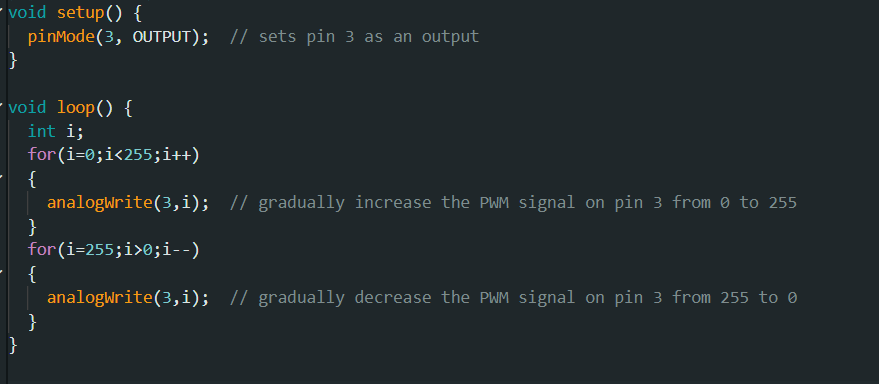 void setup() {
  pinMode(3, OUTPUT);  // sets pin 3 as an output
}

void loop() {
  int i;
  for(i=0;i<255;i++)
  {
    analogWrite(3,i);  // gradually increase the PWM signal on pin 3 from 0 to 255
  }
  for(i=255;i>0;i--)
  {
    analogWrite(3,i);  // gradually decrease the PWM signal on pin 3 from 255 to 0
  }
}